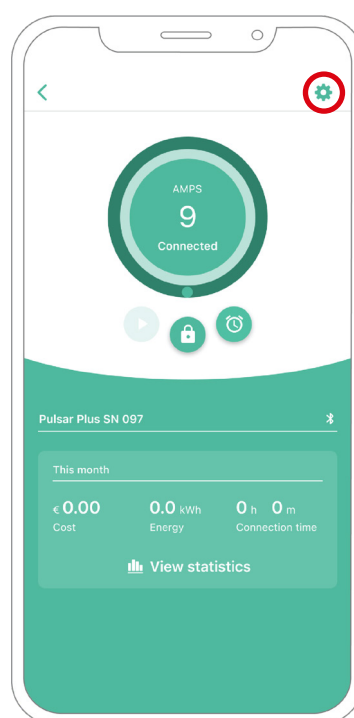 AMPS
9
Connected
Pulsar Plus SN 097
This month
€ 0.00 0.0 kWh 0 h 0 m
Cost Energy Connection time
View statistics